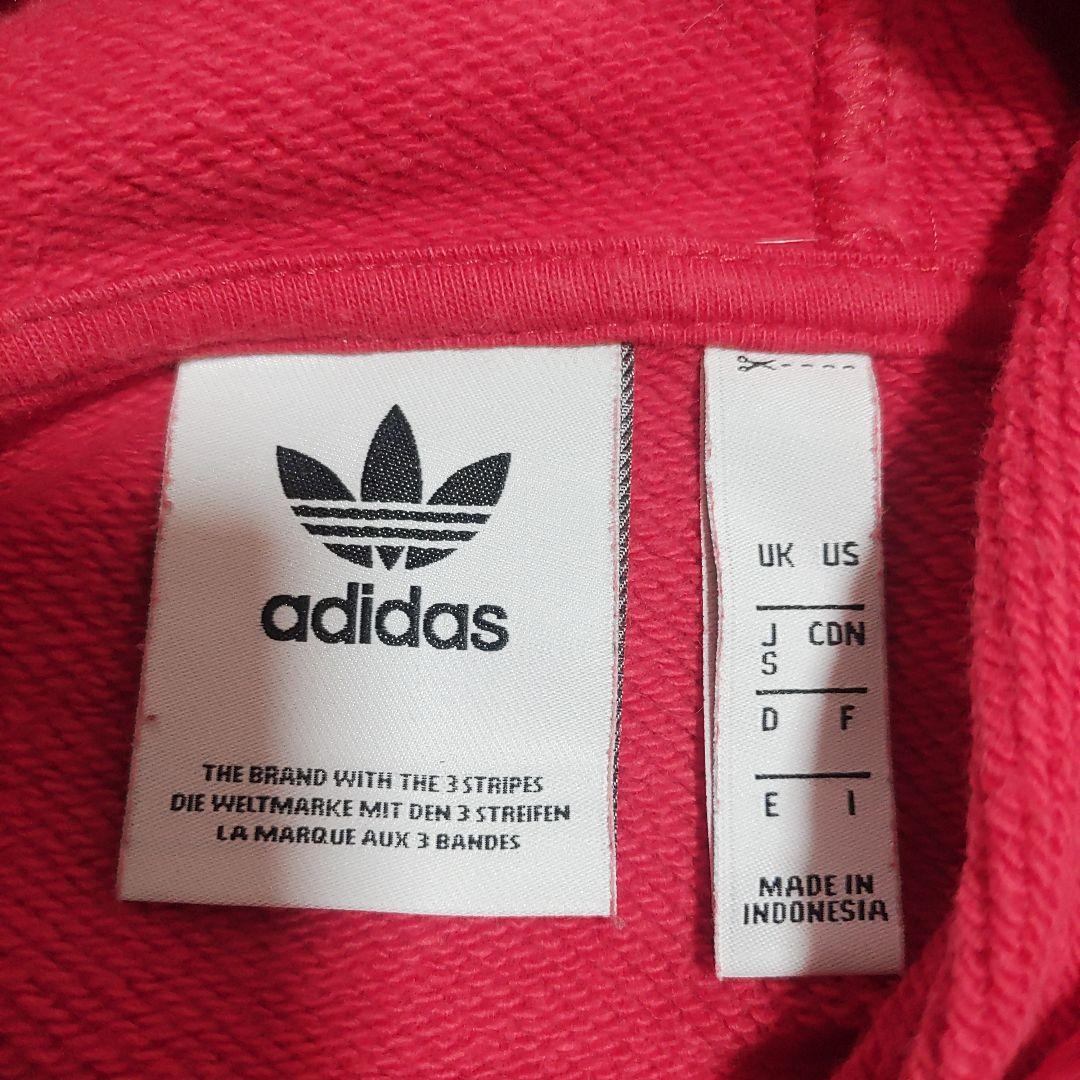 adidas
THE BRAND WITH THE 3 STRIPES
DIE WELTMARKE MIT DEN 3 STREIFEN
LA MARQUE AUX 3 BANDES
UK US
J CDN
S
D F
E I
MADE IN
INDONESIA